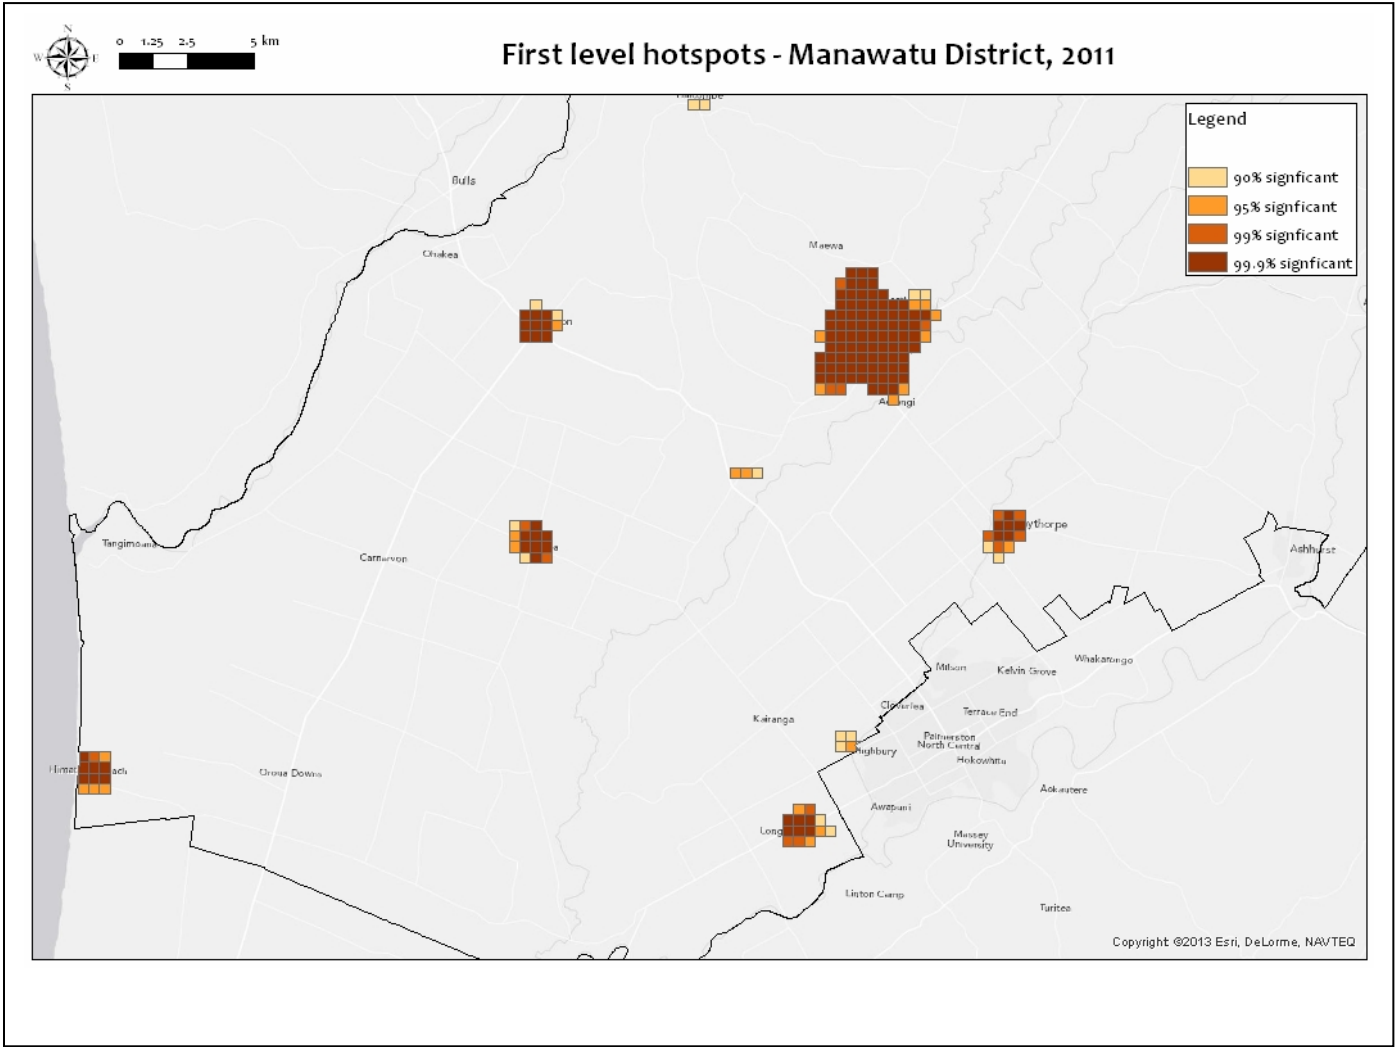 N
W E
S
0 1.25 2.5 5 km
First level hotspots - Manawatu District, 2011
Legend
90% signficant
95% signficant
99% signficant
99.9% signficant
Bulls
Maewa
Ohakea
Tangimoana
Carnarvon
Ashhurst
Whakarongo
Milson
Kelvin Grove
Cloverlea
Terrace End
Kairanga
Palmerston
North Central
Highbury
Hokowhitu
Oroua Downs
Aokautere
Awapuni
Long
Massey
University
Linton Camp
Turitea
Copyright ©2013 Esri, DeLorme, NAVTEQ